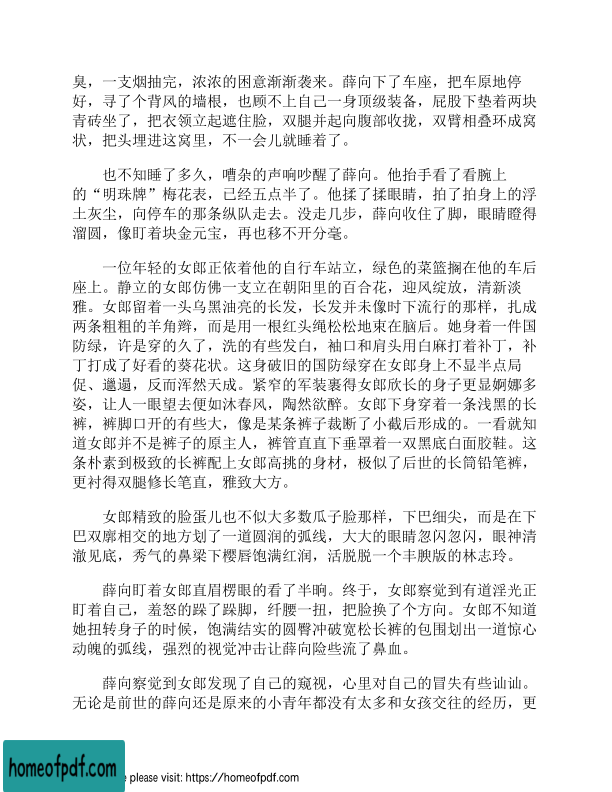 臭，一支烟抽完，浓浓的困意渐渐袭来。薛向下了车座，把车原地停
好，寻了个背风的墙根，也顾不上自己一身顶级装备，屁股下垫着两块
青砖坐了，把衣领立起遮住脸，双腿并起向腹部收拢，双臂相叠环成窝
状，把头埋进这窝里，不一会儿就睡着了。
也不知睡了多久，嘈杂的声响吵醒了薛向。他抬手看了看腕上
的“明珠牌”梅花表，已经五点半了。他揉了揉眼睛，拍了拍身上的浮
土灰尘，向停车的那条纵队走去。没走几步，薛向收住了脚，眼睛瞪得
溜圆，像盯着块金元宝，再也移不开分毫。
一位年轻的女郎正依着他的自行车站立，绿色的菜篮搁在他的车后
座上。静立的女郎仿佛一支立在朝阳里的百合花，迎风绽放，清新淡
雅。女郎留着一头乌黑油亮的长发，长发并未像时下流行的那样，扎成
两条粗粗的羊角辫，而是用一根红头绳松松地束在脑后。她身着一件国
防绿，许是穿的久了，洗的有些发白，袖口和肩头用白麻打着补丁，补
丁打成了好看的葵花状。这身破旧的国防绿穿在女郎身上不显半点局
促、邋遢，反而浑然天成。紧窄的军装裹得女郎欣长的身子更显婀娜多
姿，让人一眼望去便如沐春风，陶然欲醉。女郎下身穿着一条浅黑的长
裤，裤脚口开的有些大，像是某条裤子裁断了小截后形成的。一看就知
道女郎并不是裤子的原主人，裤管直直下垂罩着一双黑底白面胶鞋。这
条朴素到极致的长裤配上女郎高挑的身材，极似了后世的长筒铅笔裤，
更衬得双腿修长笔直，雅致大方。
女郎精致的脸蛋儿也不似大多数瓜子脸那样，下巴细尖，而是在下
巴双廓相交的地方划了一道圆润的弧线，大大的眼睛忽闪忽闪，眼神清
澈见底，秀气的鼻梁下樱唇饱满红润，活脱脱一个丰腴版的林志玲。
薛向盯着女郎直眉楞眼的看了半晌。终于，女郎察觉到有道淫光正
盯着自己，羞怒的跺了跺脚，纤腰一扭，把脸换了个方向。女郎不知道
她扭转身子的时候，饱满结实的圆臀冲破宽松长裤的包围划出一道惊心
动魄的弧线，强烈的视觉冲击让薛向险些流了鼻血。
薛向察觉到女郎发现了自己的窥视，心里对自己的冒失有些讪讪。
无论是前世的薛向还是原来的小青年都没有太多和女孩交往的经历，更
homeofpdf.com
e please visit: https://homeofpdf.com